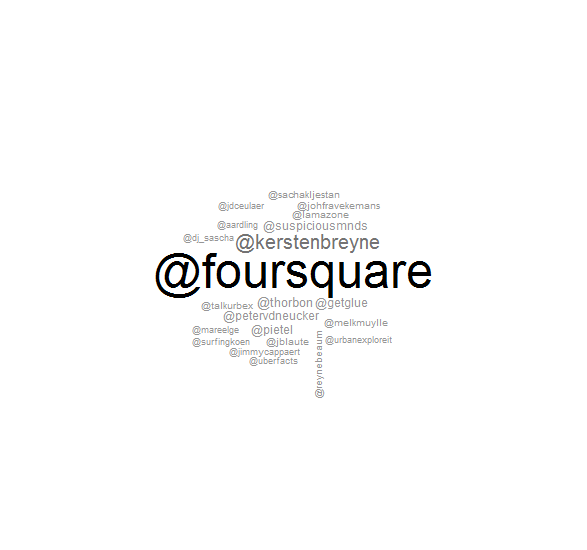 @sachakljestan
@jdceulaer @johfravekemans
@lamazone
@aardling @suspiciousmnds
@dj_sascha @kerstenbreyne
@foursquare
@talkurbex @thorbon @getglue
@petervdneucker
@melkmuylle
@mareelge @pietel
@surfingkoen @jblaute @urbanexploreit
@jimmycappaert
@uberfacts
@reynebeaum